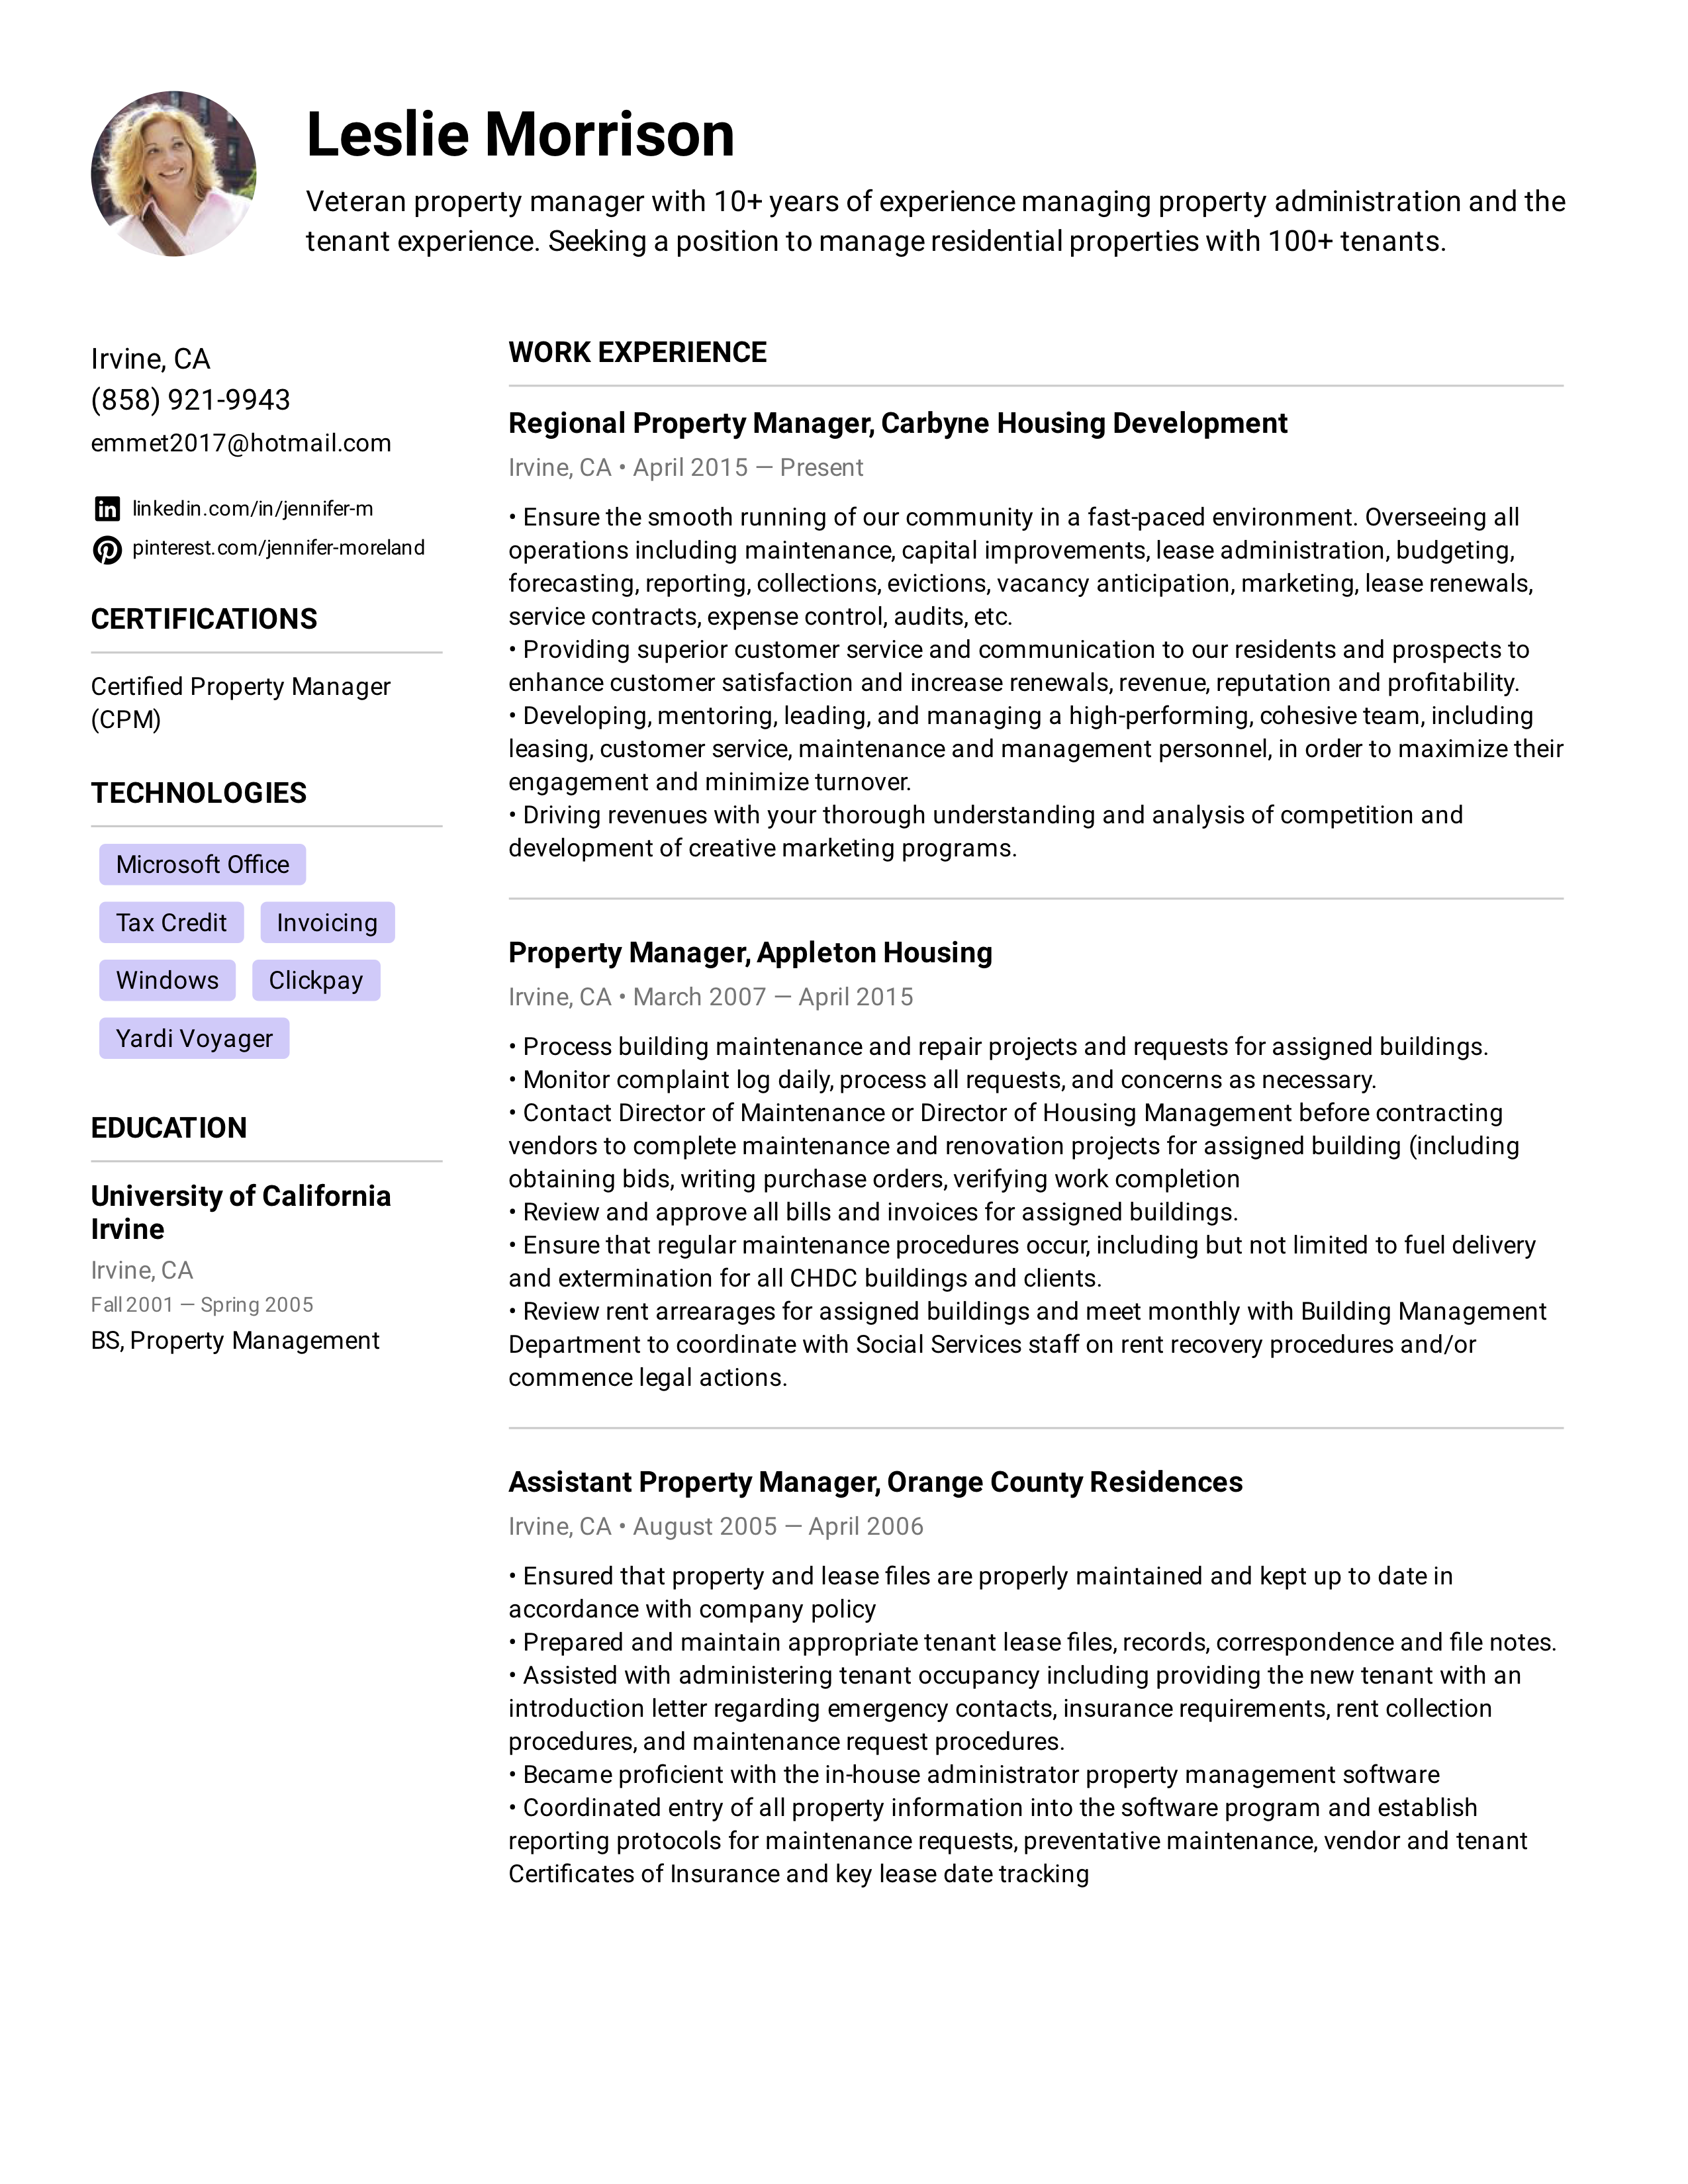 Leslie Morrison
Veteran property manager with 10+ years of experience managing property administration and the
tenant experience. Seeking a position to manage residential properties with 100+ tenants.
Irvine, CA
(858) 921-9943
emmet2017@hotmail.com
linkedin.com/in/jennifer-m
pinterest.com/jennifer-moreland
CERTIFICATIONS
Certified Property Manager
(CPM)
TECHNOLOGIES
Microsoft Office
Tax Credit Invoicing
Windows Clickpay
Yardi Voyager
EDUCATION
University of California
Irvine
Irvine, CA
Fall 2001 — Spring 2005
BS, Property Management
WORK EXPERIENCE
Regional Property Manager, Carbyne Housing Development
Irvine, CA • April 2015 — Present
• Ensure the smooth running of our community in a fast-paced environment. Overseeing all
operations including maintenance, capital improvements, lease administration, budgeting,
forecasting, reporting, collections, evictions, vacancy anticipation, marketing, lease renewals,
service contracts, expense control, audits, etc.
• Providing superior customer service and communication to our residents and prospects to
enhance customer satisfaction and increase renewals, revenue, reputation and profitability.
• Developing, mentoring, leading, and managing a high-performing, cohesive team, including
leasing, customer service, maintenance and management personnel, in order to maximize their
engagement and minimize turnover.
• Driving revenues with your thorough understanding and analysis of competition and
development of creative marketing programs.
Property Manager, Appleton Housing
Irvine, CA • March 2007 — April 2015
• Process building maintenance and repair projects and requests for assigned buildings.
• Monitor complaint log daily, process all requests, and concerns as necessary.
• Contact Director of Maintenance or Director of Housing Management before contracting
vendors to complete maintenance and renovation projects for assigned building (including
obtaining bids, writing purchase orders, verifying work completion
• Review and approve all bills and invoices for assigned buildings.
• Ensure that regular maintenance procedures occur, including but not limited to fuel delivery
and extermination for all CHDC buildings and clients.
• Review rent arrearages for assigned buildings and meet monthly with Building Management
Department to coordinate with Social Services staff on rent recovery procedures and/or
commence legal actions.
Assistant Property Manager, Orange County Residences
Irvine, CA • August 2005 — April 2006
• Ensured that property and lease files are properly maintained and kept up to date in
accordance with company policy
• Prepared and maintain appropriate tenant lease files, records, correspondence and file notes.
• Assisted with administering tenant occupancy including providing the new tenant with an
introduction letter regarding emergency contacts, insurance requirements, rent collection
procedures, and maintenance request procedures.
• Became proficient with the in-house administrator property management software
• Coordinated entry of all property information into the software program and establish
reporting protocols for maintenance requests, preventative maintenance, vendor and tenant
Certificates of Insurance and key lease date tracking